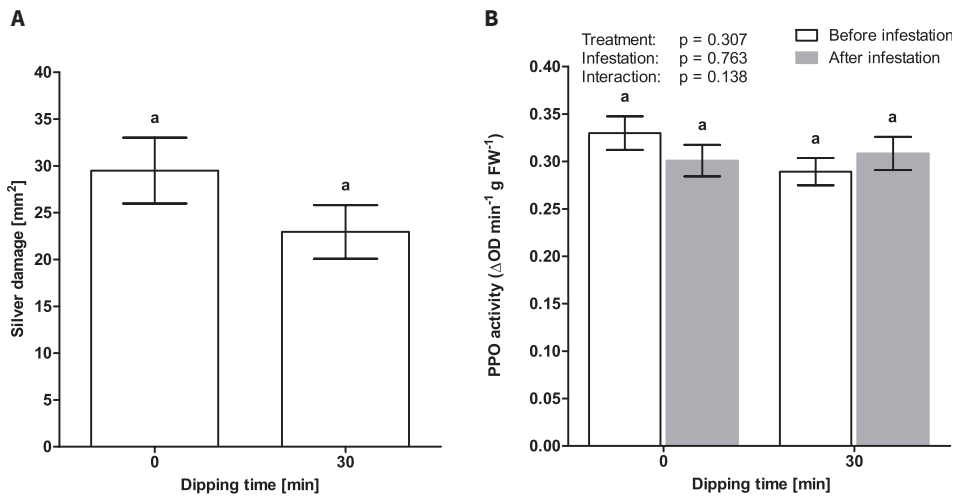 A
Silver damage [mm²]
40
35
30
25
20
15
10
5
0
a
a
0
30
Dipping time [min]
B
Treatment: p = 0.307
Infestation: p = 0.763
Interaction: p = 0.138
Before infestation
After infestation
PPO activity (ΔOD min⁻¹ g FW⁻¹)
0.40
0.35
0.30
0.25
0.20
0.15
0.10
0.05
0.00
a
a
a
a
0
30
Dipping time [min]